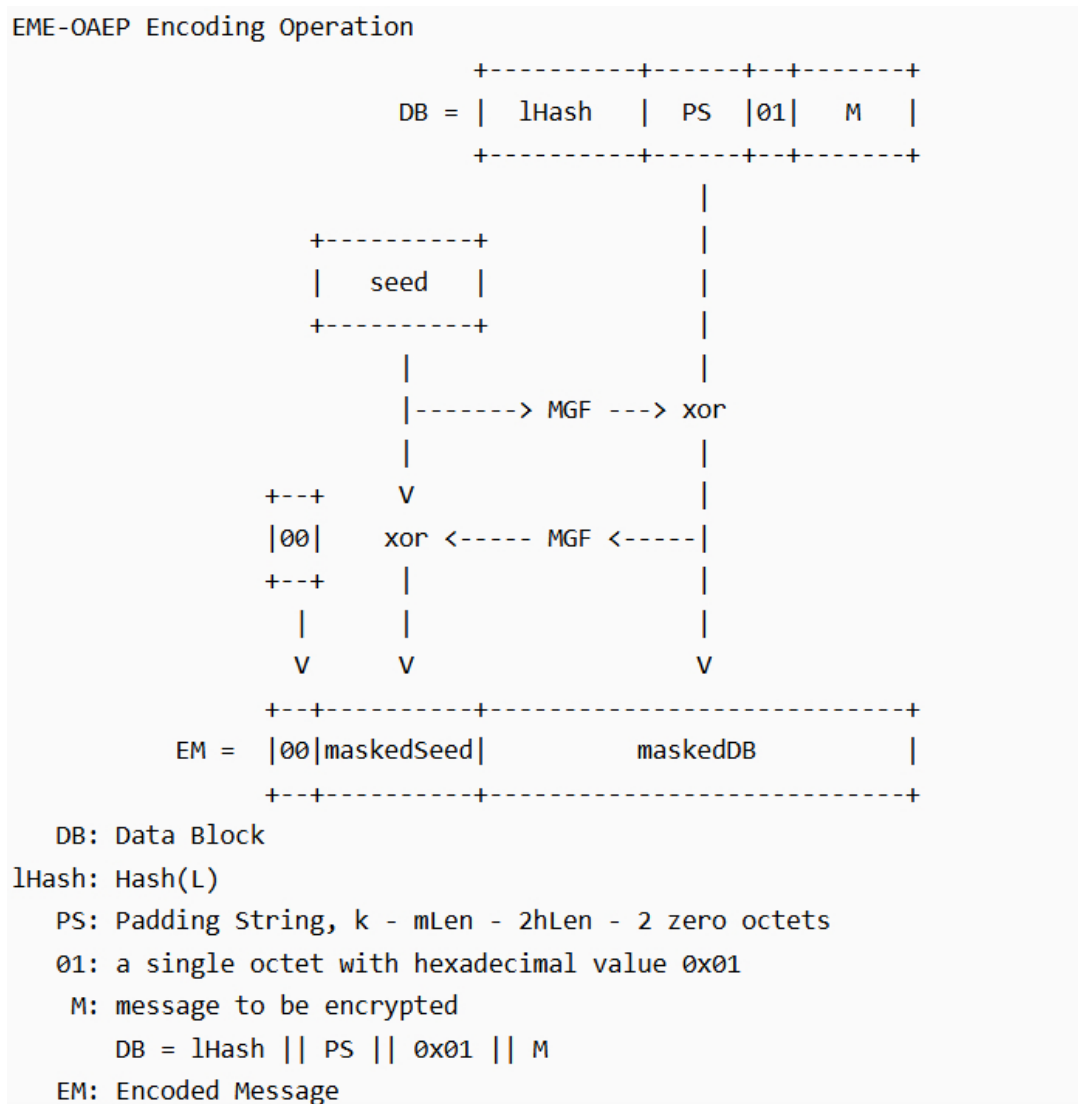 EME-OAEP Encoding Operation
                                +----------+------+--+-------+
                           DB = |  lHash   |  PS  |01|   M   |
                                +----------+------+--+-------+
                                               |
                     +----------+              |
                     |   seed   |              |
                     +----------+              |
                           |                   |
                           |-------> MGF ---> xor
                           |                   |
                  +--+     V                   |
                  |00|    xor <----- MGF <-----|
                  +--+     |                   |
                    |      |                   |
                    V      V                   V
                  +--+----------+----------------------------+
            EM =  |00|maskedSeed|          maskedDB          |
                  +--+----------+----------------------------+
   DB: Data Block
lHash: Hash(L)
   PS: Padding String, k - mLen - 2hLen - 2 zero octets
   01: a single octet with hexadecimal value 0x01
    M: message to be encrypted
       DB = lHash || PS || 0x01 || M
   EM: Encoded Message